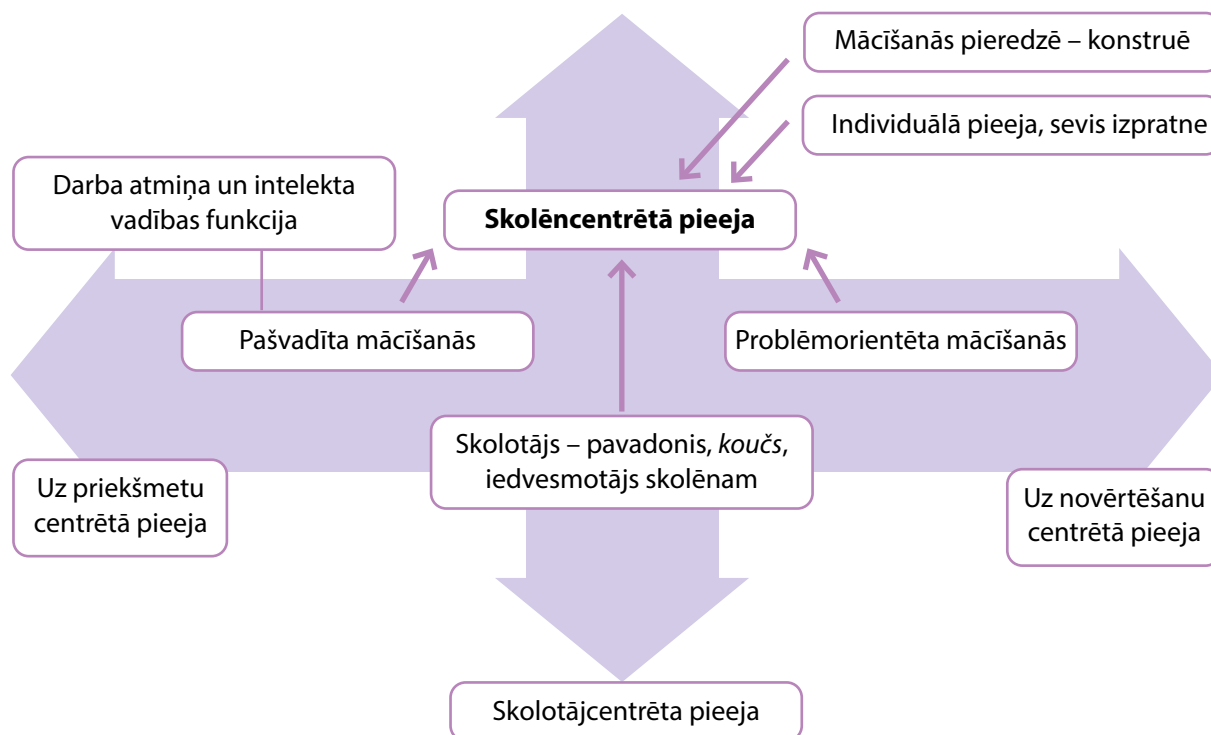 Mācīšanās pieredzē – konstruē
Individuālā pieeja, sevis izpratne
Darba atmiņa un intelekta
vadības funkcija
Skolēncentrētā pieeja
Pašvadīta mācīšanās
Problēmorientēta mācīšanās
Skolotājs – pavadonis, koučs,
iedvesmotājs skolēnam
Uz priekšmetu
centrētā pieeja
Uz novērtēšanu
centrētā pieeja
Skolotājcentrēta pieeja